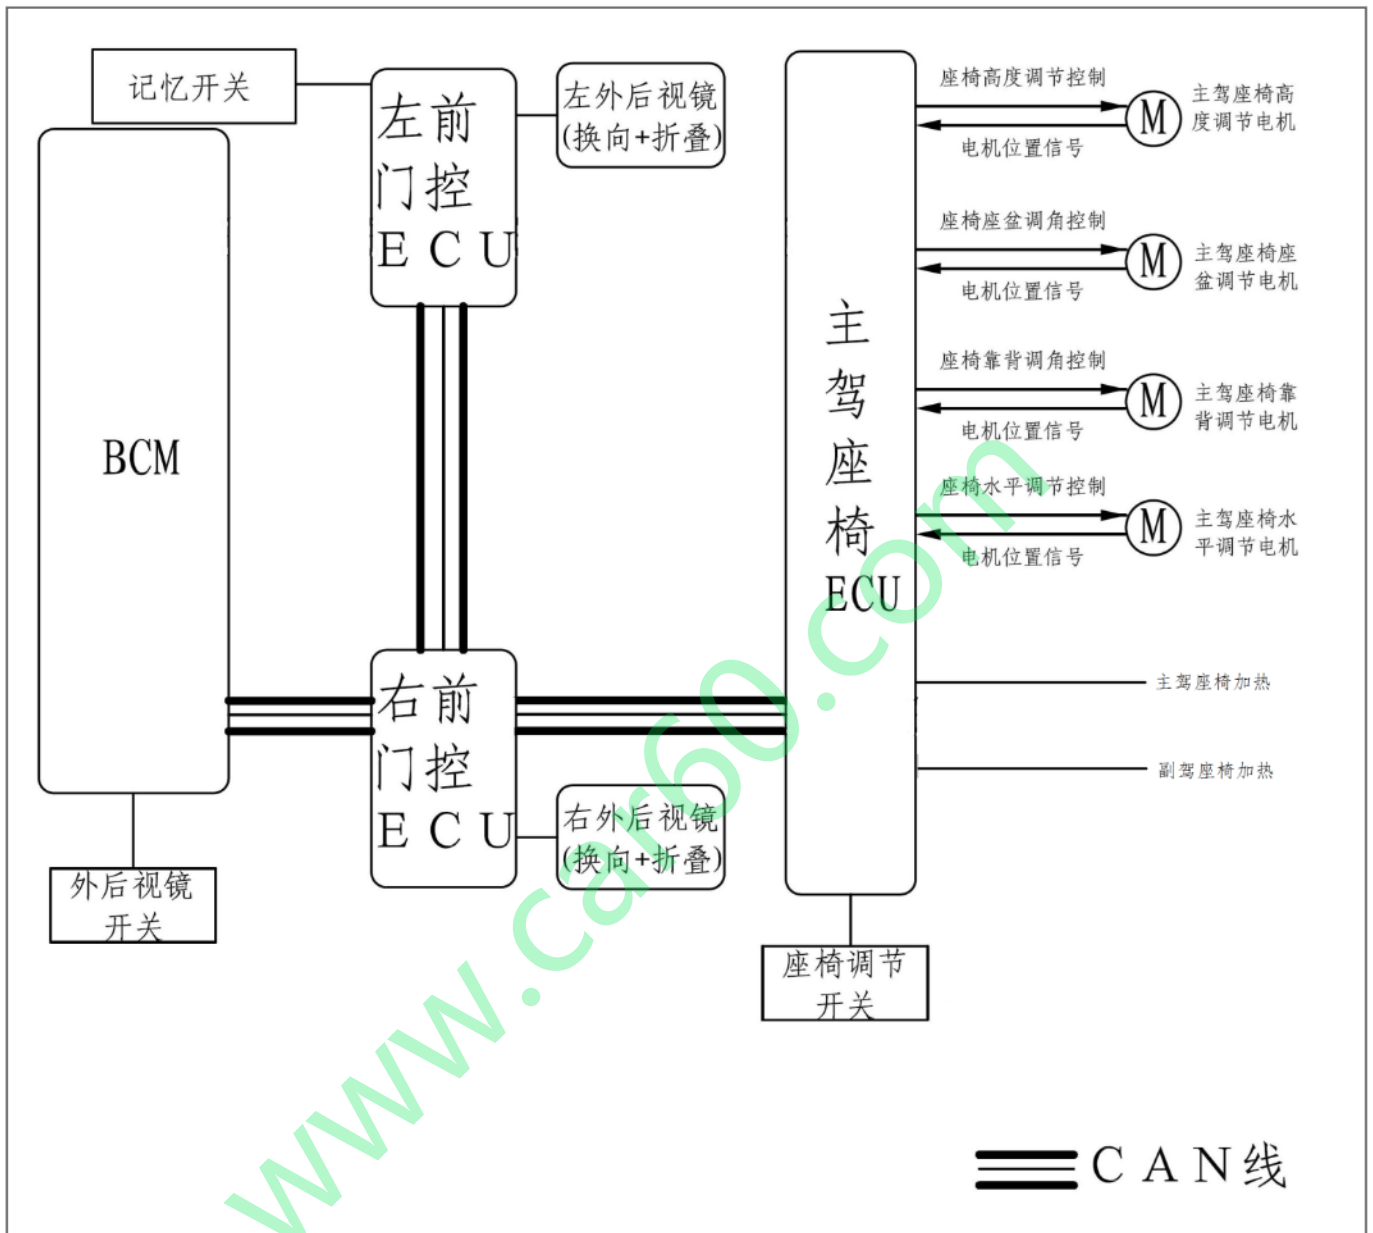 记忆开关
左前
门控
ECU
左外后视镜
(换向+折叠)
BCM
右前
门控
ECU
右外后视镜
(换向+折叠)
外后视镜
开关
主
驾
座
椅
ECU
座椅高度调节控制
电机位置信号
M
主驾座椅高
度调节电机
座椅座盆调角控制
电机位置信号
M
主驾座椅座
盆调节电机
座椅靠背调角控制
电机位置信号
M
主驾座椅靠
背调节电机
座椅水平调节控制
电机位置信号
M
主驾座椅水
平调节电机
主驾座椅加热
副驾座椅加热
座椅调节
开关
CAN线
www.car60.com